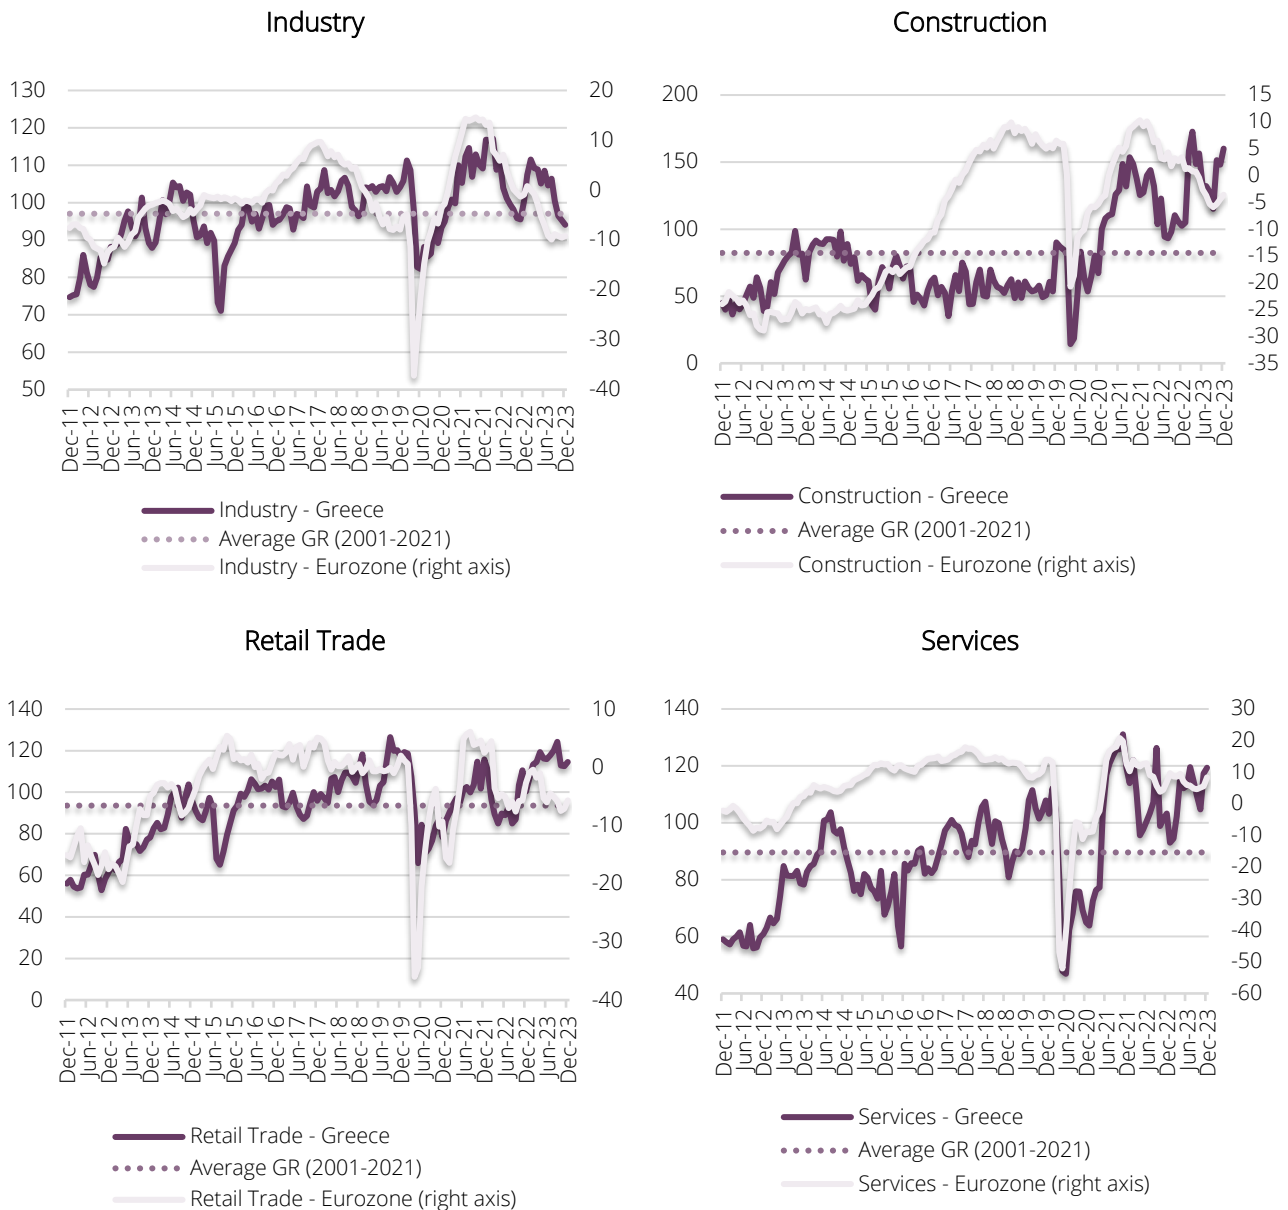 Industry
130
120
110
100
90
80
70
60
50
20
10
0
-10
-20
-30
-40
Dec-11
Jun-12
Dec-12
Jun-13
Dec-13
Jun-14
Dec-14
Jun-15
Dec-15
Jun-16
Dec-16
Jun-17
Dec-17
Jun-18
Dec-18
Jun-19
Dec-19
Jun-20
Dec-20
Jun-21
Dec-21
Jun-22
Dec-22
Jun-23
Dec-23
Industry - Greece
Average GR (2001-2021)
Industry - Eurozone (right axis)
Construction
200
150
100
50
0
15
10
5
0
-5
-10
-15
-20
-25
-30
-35
Dec-11
Jun-12
Dec-12
Jun-13
Dec-13
Jun-14
Dec-14
Jun-15
Dec-15
Jun-16
Dec-16
Jun-17
Dec-17
Jun-18
Dec-18
Jun-19
Dec-19
Jun-20
Dec-20
Jun-21
Dec-21
Jun-22
Dec-22
Jun-23
Dec-23
Construction - Greece
Average GR (2001-2021)
Construction - Eurozone (right axis)
Retail Trade
140
120
100
80
60
40
20
0
10
0
-10
-20
-30
-40
Dec-11
Jun-12
Dec-12
Jun-13
Dec-13
Jun-14
Dec-14
Jun-15
Dec-15
Jun-16
Dec-16
Jun-17
Dec-17
Jun-18
Dec-18
Jun-19
Dec-19
Jun-20
Dec-20
Jun-21
Dec-21
Jun-22
Dec-22
Jun-23
Dec-23
Retail Trade - Greece
Average GR (2001-2021)
Retail Trade - Eurozone (right axis)
Services
140
120
100
80
60
40
30
20
10
0
-10
-20
-30
-40
-50
-60
Dec-11
Jun-12
Dec-12
Jun-13
Dec-13
Jun-14
Dec-14
Jun-15
Dec-15
Jun-16
Dec-16
Jun-17
Dec-17
Jun-18
Dec-18
Jun-19
Dec-19
Jun-20
Dec-20
Jun-21
Dec-21
Jun-22
Dec-22
Jun-23
Dec-23
Services - Greece
Average GR (2001-2021)
Services - Eurozone (right axis)